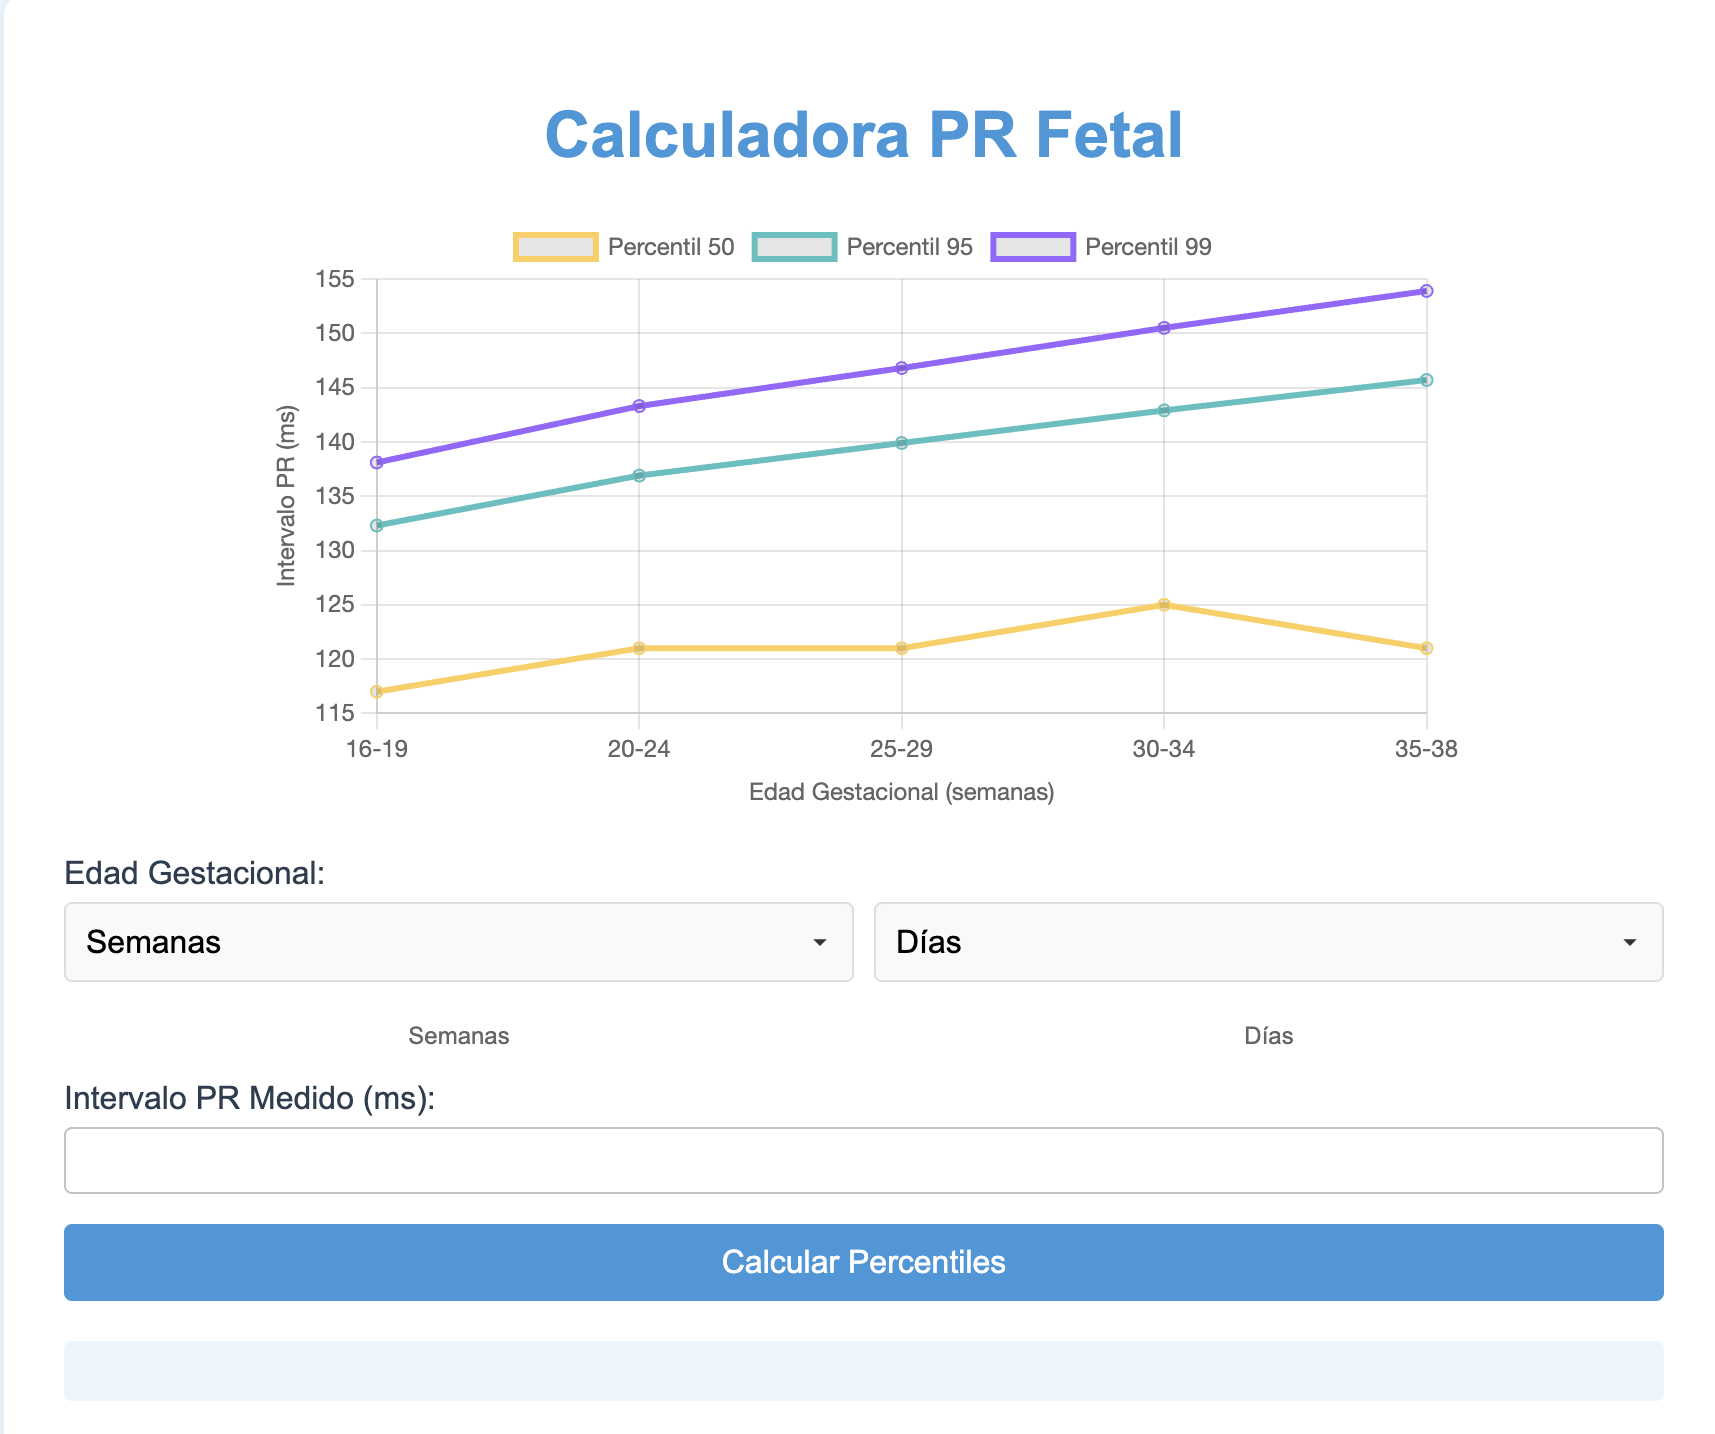 Calculadora PR Fetal
Percentil 50 Percentil 95 Percentil 99
155
150
145
140
135
130
125
120
115
Intervalo PR (ms)
16-19 20-24 25-29 30-34 35-38
Edad Gestacional (semanas)
Edad Gestacional:
Semanas Días
Semanas Días
Intervalo PR Medido (ms):
Calcular Percentiles